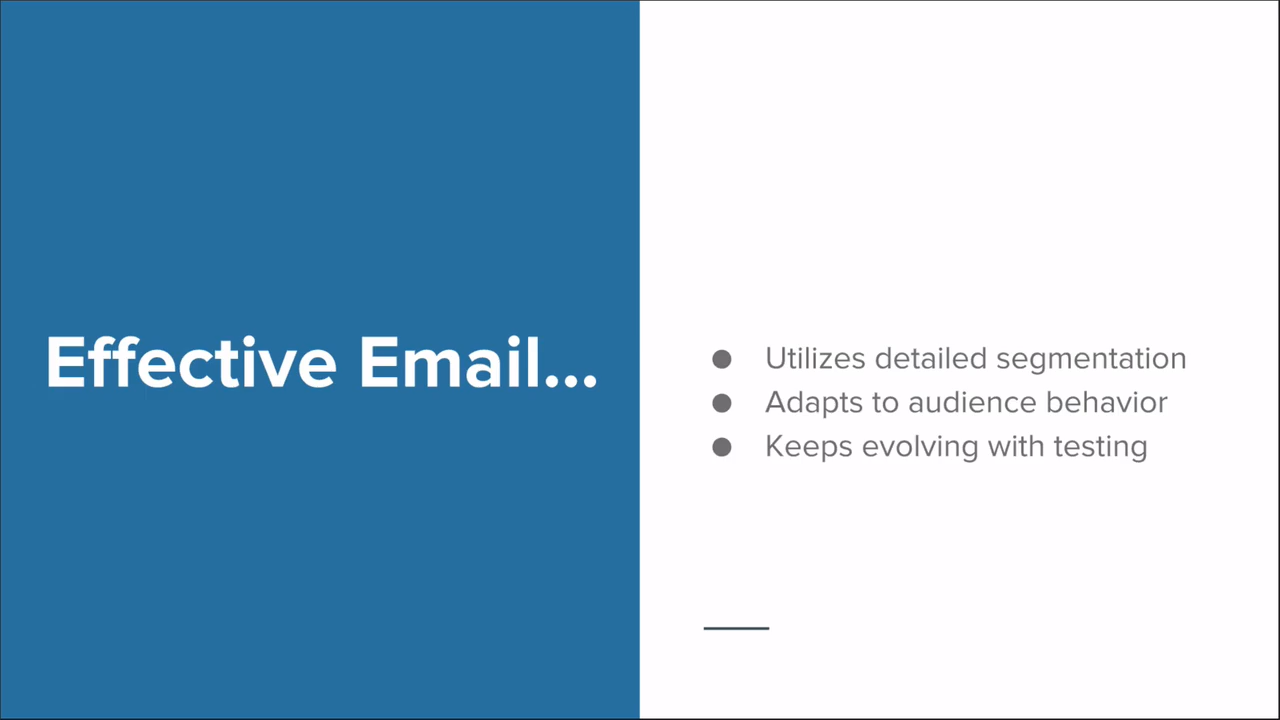 Effective Email...
● Utilizes detailed segmentation
● Adapts to audience behavior
● Keeps evolving with testing